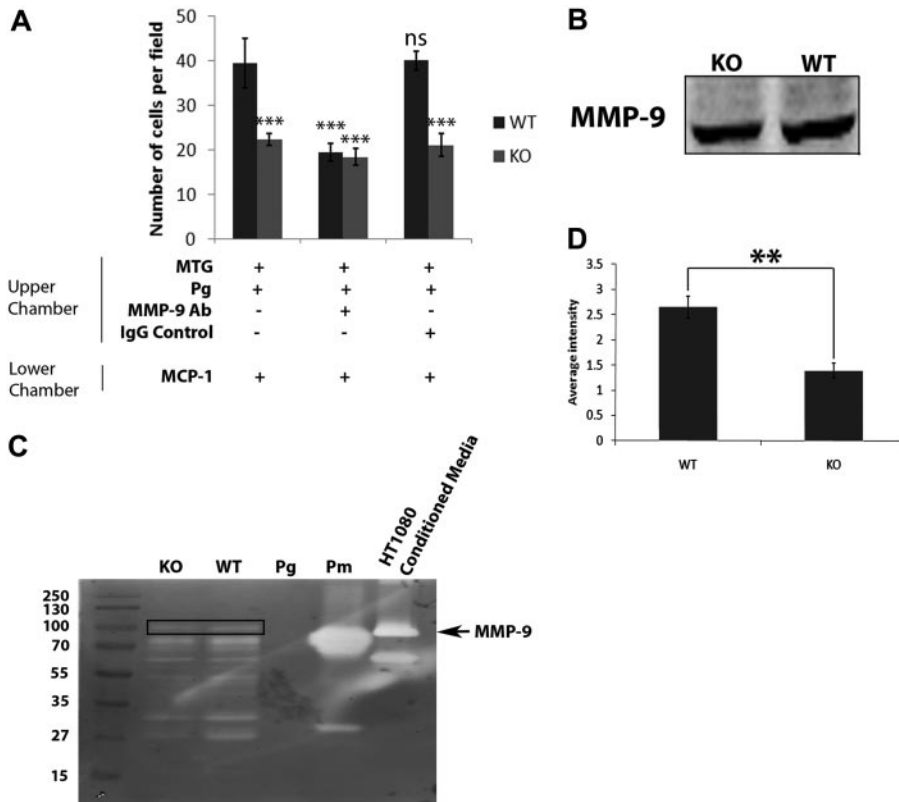 A
Number of cells per field
50
40
30
20
10
0
***
*** ***
ns
***
WT
KO
Upper Chamber
MTG + + +
Pg + + +
MMP-9 Ab - + -
IgG Control - - +
Lower Chamber
MCP-1 + + +
B
KO WT
MMP-9
D
Average intensity
3.5
3
2.5
2
1.5
1
0.5
0
**
WT KO
C
KO WT Pg Pm HT1080 Conditioned Media
250
130
100
70
55
35
27
15
MMP-9